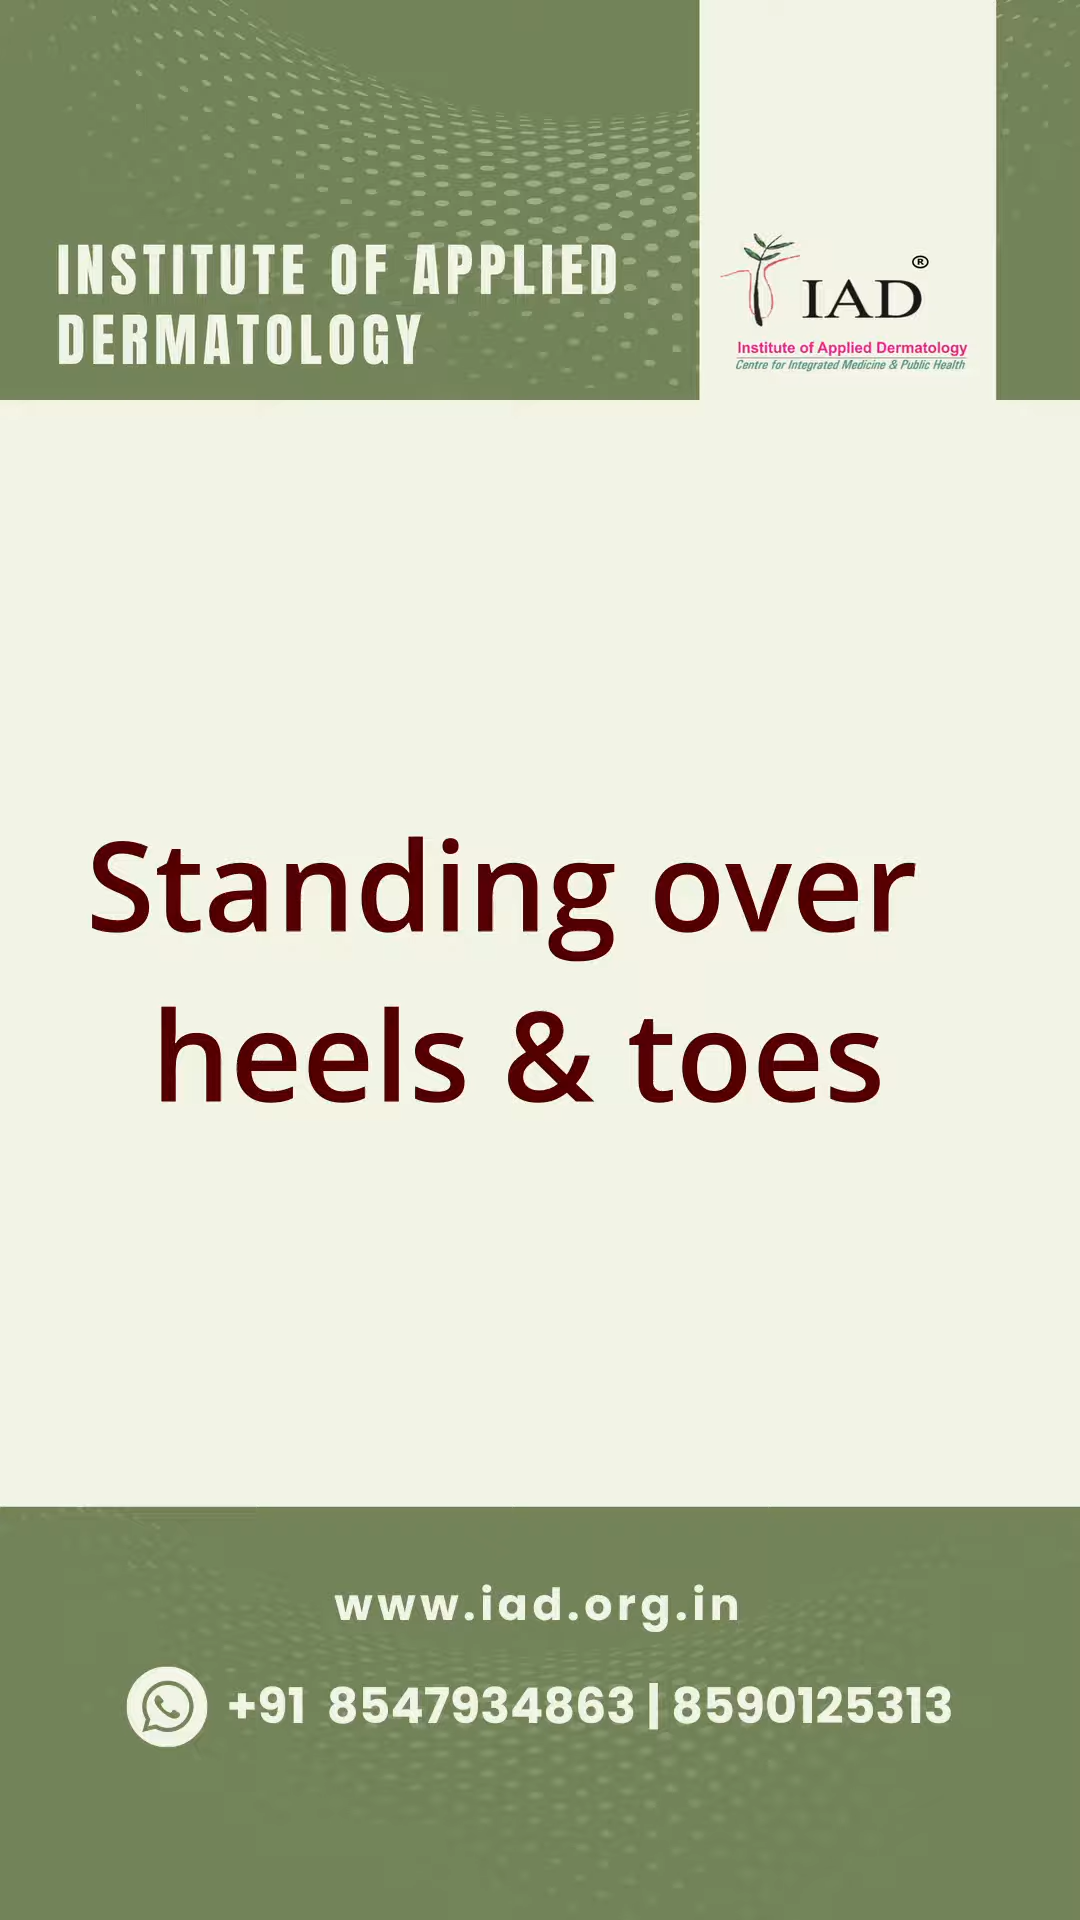 INSTITUTE OF APPLIED
DERMATOLOGY
IAD®
Institute of Applied Dermatology
Centre for Integrated Medicine & Public Health
Standing over
heels & toes
www.iad.org.in
+91 8547934863 | 8590125313